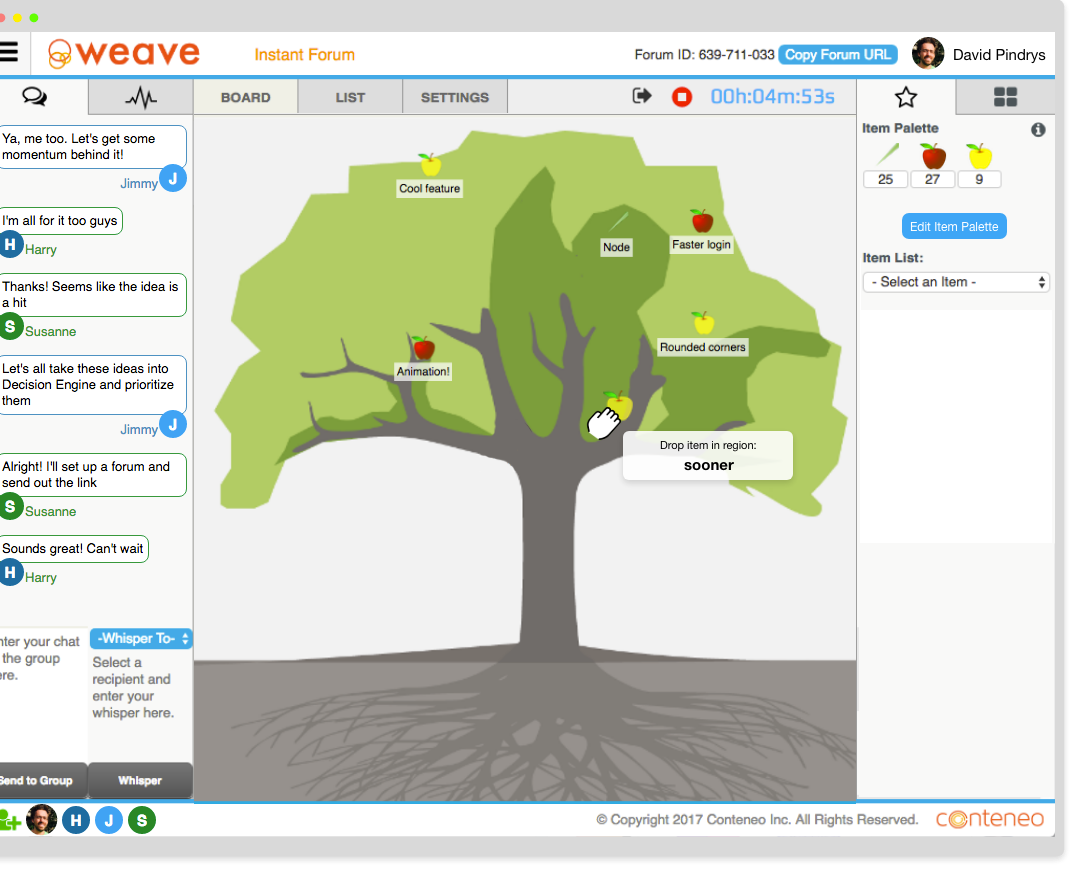 weave
Instant Forum
Forum ID: 639-711-033
Copy Forum URL
David Pindrys
BOARD
LIST
SETTINGS
00h:04m:53s
Ya, me too. Let's get some
momentum behind it!
Jimmy
J
I'm all for it too guys
H
Harry
Thanks! Seems like the idea is
a hit
S
Susanne
Let's all take these ideas into
Decision Engine and prioritize
them
Jimmy
J
Alright! I'll set up a forum and
send out the link
S
Susanne
Sounds great! Can't wait
H
Harry
nter your chat
the group
re.
-Whisper To-
Select a
recipient and
enter your
whisper here.
Send to Group
Whisper
Cool feature
Node
Faster login
Rounded corners
Animation!
Drop item in region:
sooner
Item Palette
25
27
9
Edit Item Palette
Item List:
- Select an Item -
H
J
S
© Copyright 2017 Conteneo Inc. All Rights Reserved.
conteneo